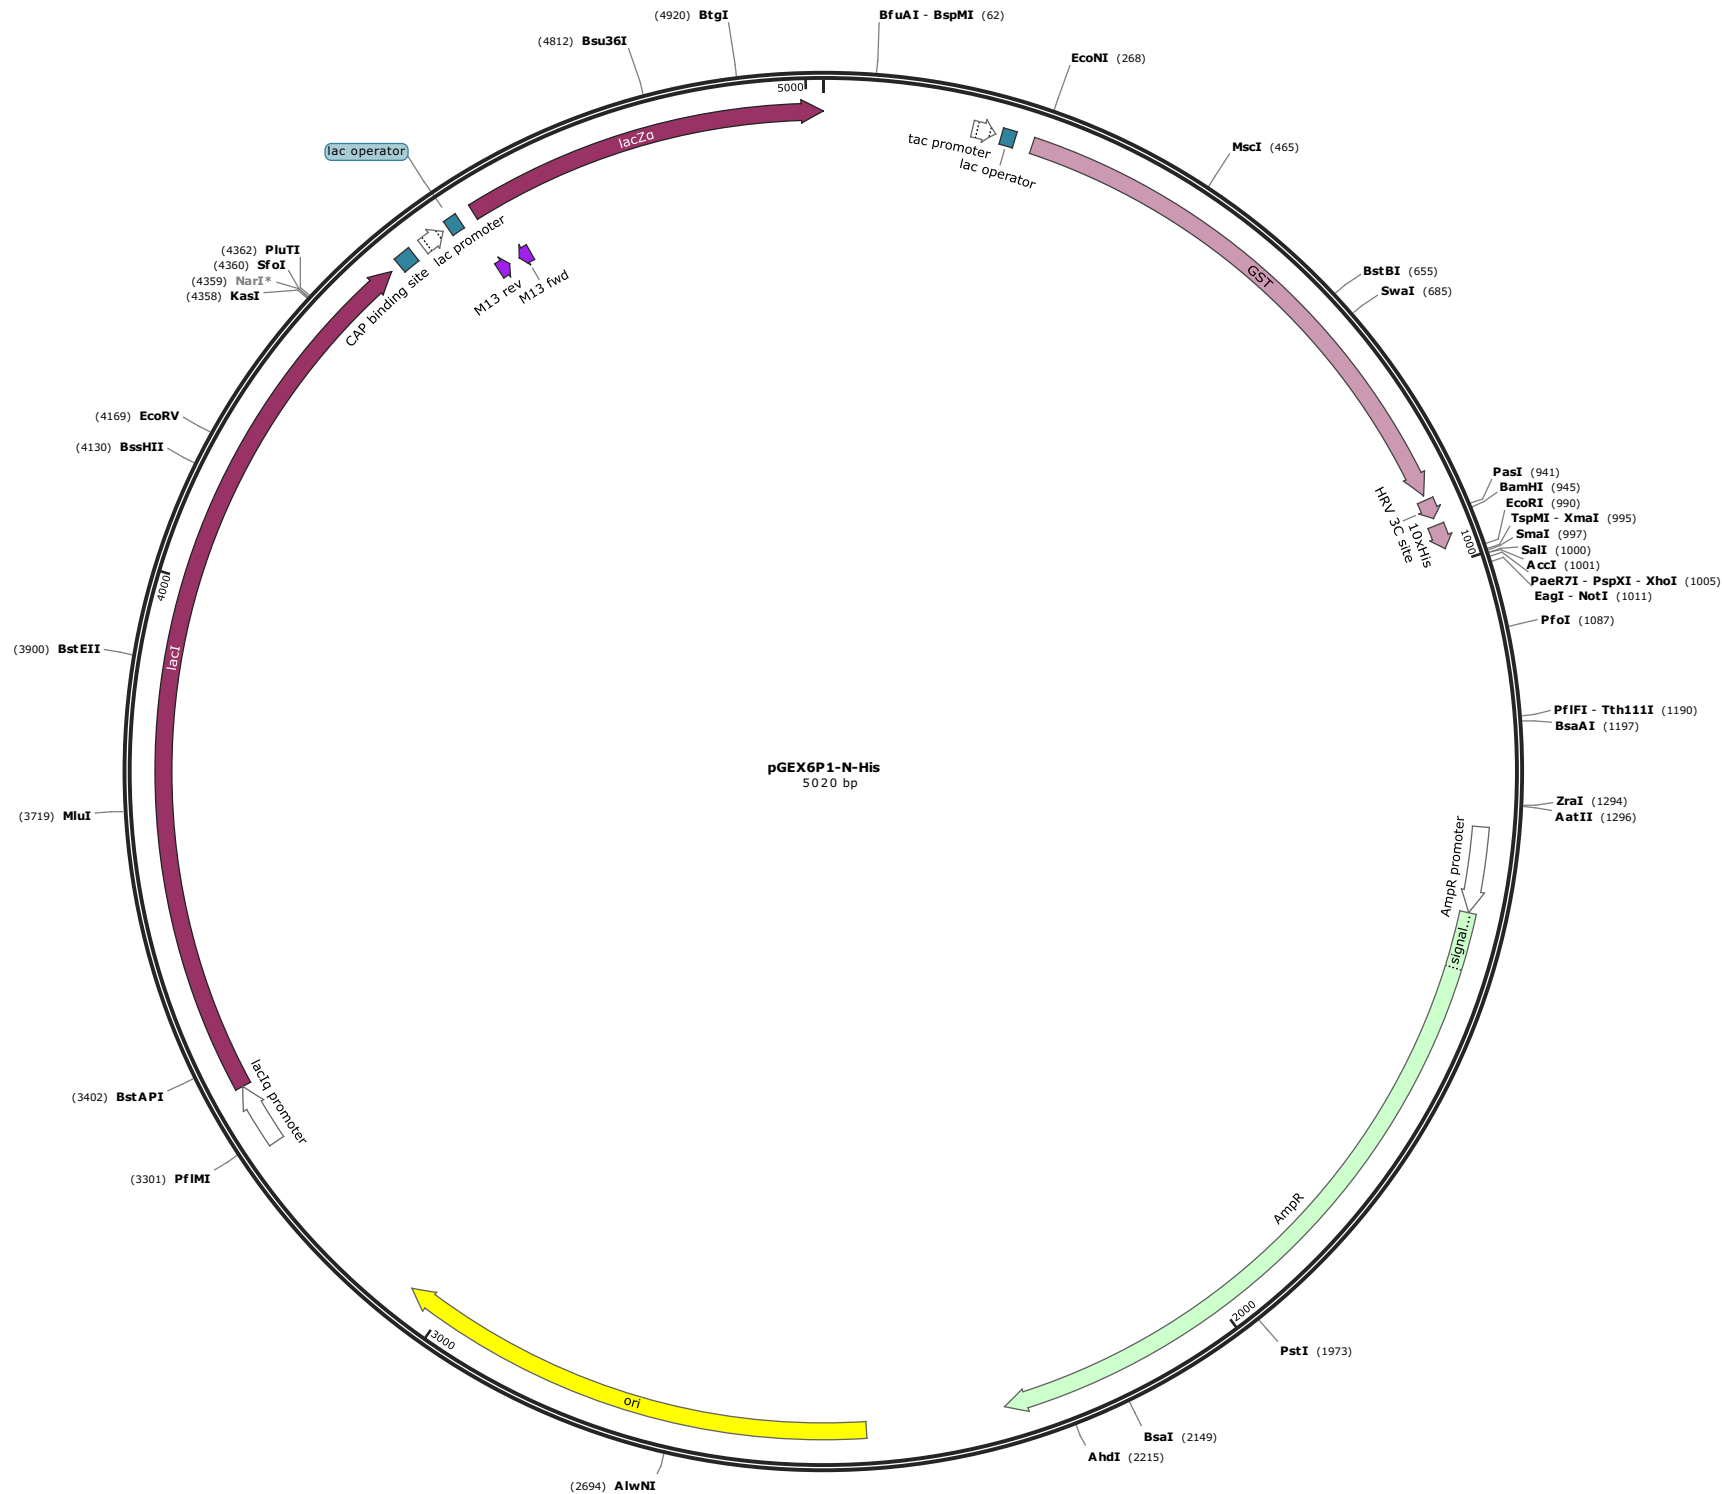 (4920) BtgI
BfuAI - BspMI (62)
(4812) Bsu36I
EcoNI (268)
5000
lacZα
tac promoter
lac operator
MscI (465)
lac operator
lac promoter
CAP binding site
M13 rev
M13 fwd
(4362) PluTI
(4360) SfoI
(4359) NarI*
(4358) KasI
GST
BstBI (655)
SwaI (685)
(4169) EcoRV
(4130) BssHII
PasI (941)
BamHI (945)
EcoRI (990)
TspMI - XmaI (995)
SmaI (997)
SalI (1000)
AccI (1001)
PaeR7I - PspXI - XhoI (1005)
EagI - NotI (1011)
HRV 3C site
10xHis
1000
PfoI (1087)
4000
(3900) BstEII
lacI
PflFI - Tth111I (1190)
BsaAI (1197)
pGEX6P1-N-His
5020 bp
(3719) MluI
ZraI (1294)
AatII (1296)
AmpR promoter
signal...
(3402) BstAPI
lacIq promoter
(3301) PflMI
AmpR
2000
3000
PstI (1973)
ori
BsaI (2149)
AhdI (2215)
(2694) AlwNI